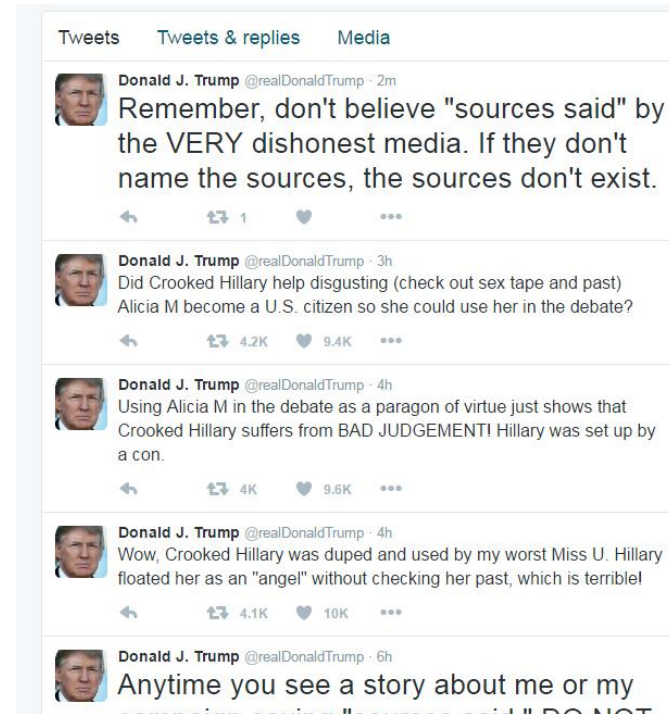 Tweets Tweets & replies Media
Donald J. Trump @realDonaldTrump · 2m
Remember, don't believe "sources said" by
the VERY dishonest media. If they don't
name the sources, the sources don't exist.
1
Donald J. Trump @realDonaldTrump · 3h
Did Crooked Hillary help disgusting (check out sex tape and past)
Alicia M become a U.S. citizen so she could use her in the debate?
4.2K 9.4K
Donald J. Trump @realDonaldTrump · 4h
Using Alicia M in the debate as a paragon of virtue just shows that
Crooked Hillary suffers from BAD JUDGEMENT! Hillary was set up by
a con.
4K 9.6K
Donald J. Trump @realDonaldTrump · 4h
Wow, Crooked Hillary was duped and used by my worst Miss U. Hillary
floated her as an "angel" without checking her past, which is terrible!
4.1K 10K
Donald J. Trump @realDonaldTrump · 6h
Anytime you see a story about me or my
campaign saying "sources said," DO NOT